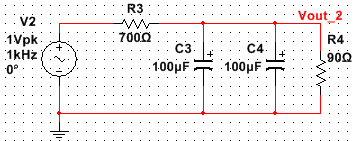 V2
1Vpk
1kHz
0°
R3
700Ω
C3
100µF
C4
100µF
Vout_2
R4
90Ω